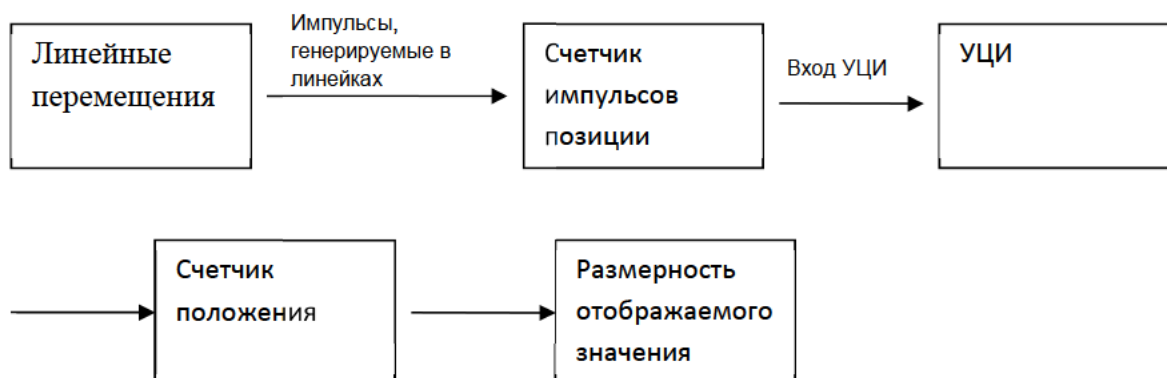 Линейные
перемещения
Импульсы,
генерируемые в
линейках
Счетчик
импульсов
позиции
Вход УЦИ
УЦИ
Счетчик
положения
Размерность
отображаемого
значения